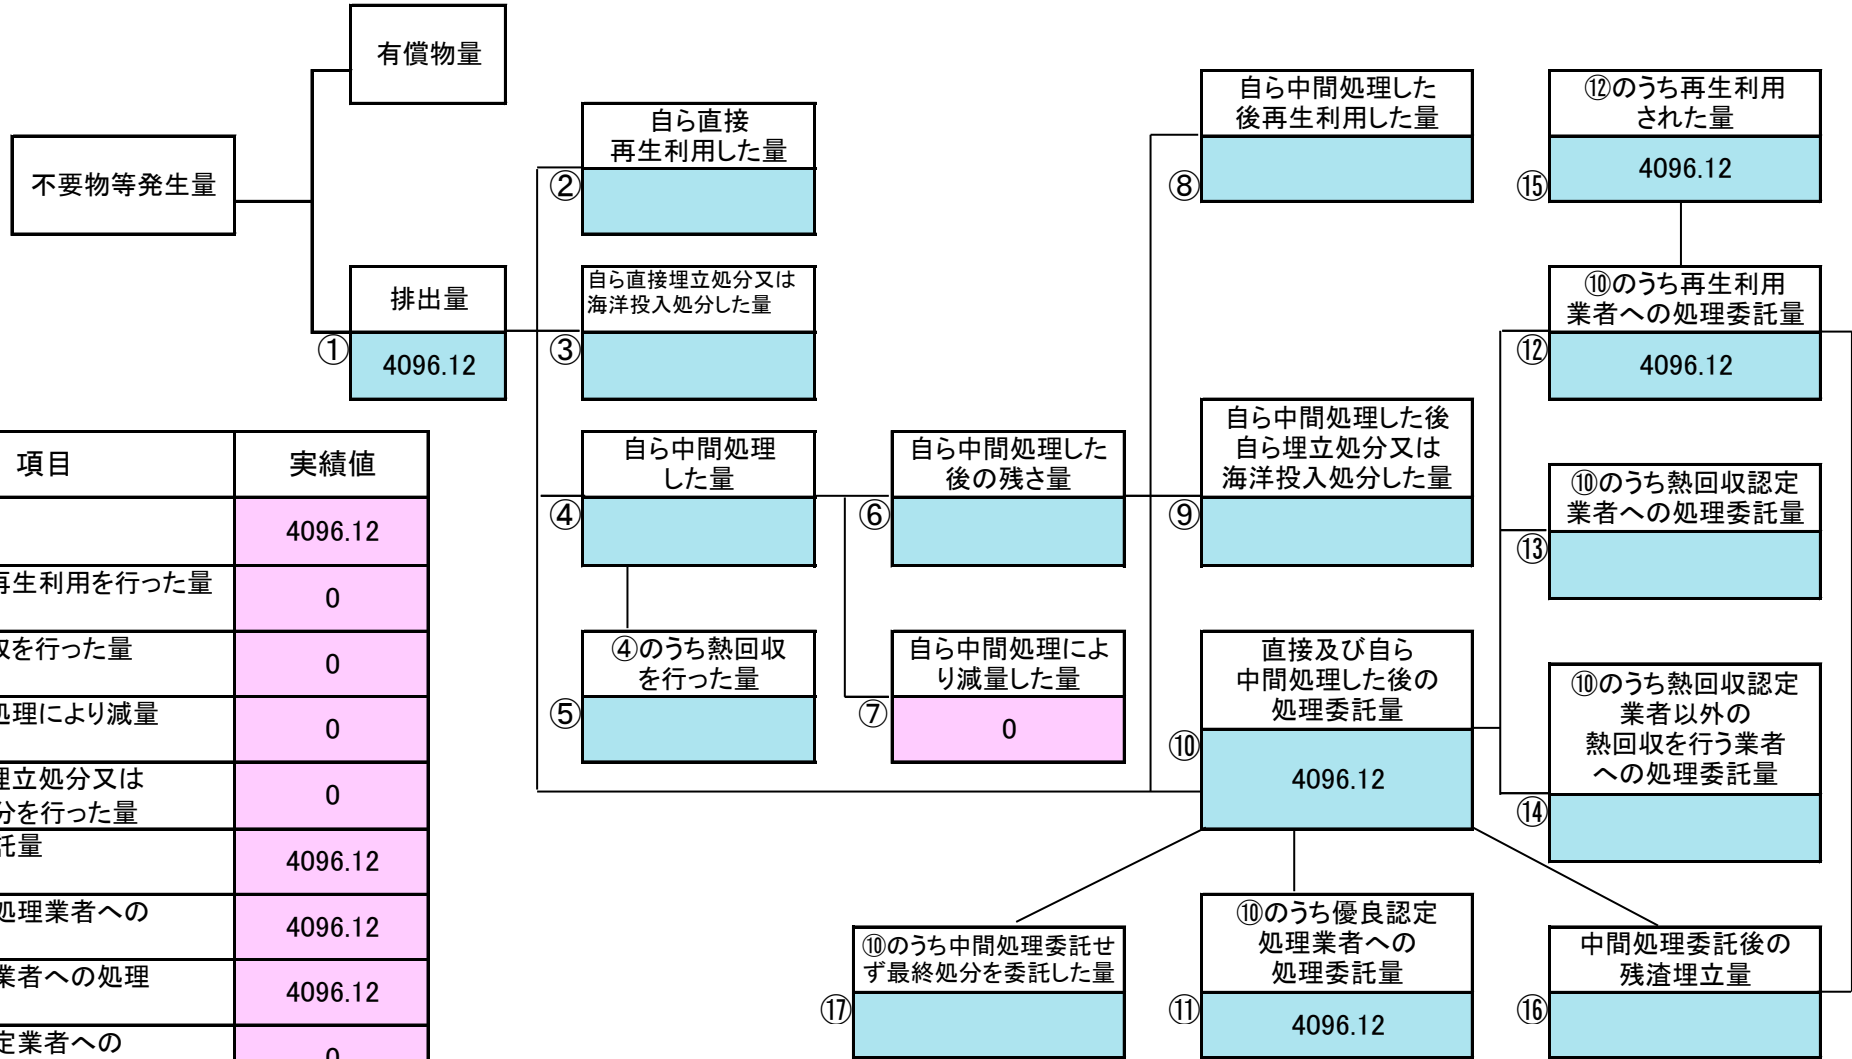 有償物量
不要物等発生量
排出量
①
4096.12
自ら直接
再生利用した量
②
自ら直接埋立処分又は
海洋投入処分した量
③
自ら中間処理
した量
④
④のうち熱回収
を行った量
⑤
自ら中間処理した
後の残さ量
⑥
自ら中間処理によ
り減量した量
⑦
0
自ら中間処理した
後再生利用した量
⑧
自ら中間処理した後
自ら埋立処分又は
海洋投入処分した量
⑨
直接及び自ら
中間処理した後の
処理委託量
⑩
4096.12
⑩のうち優良認定
処理業者への
処理委託量
⑪
4096.12
⑫のうち再生利用
された量
⑮
4096.12
⑩のうち再生利用
業者への処理委託量
⑫
4096.12
⑩のうち熱回収認定
業者への処理委託量
⑬
⑩のうち熱回収認定
業者以外の
熱回収を行う業者
への処理委託量
⑭
中間処理委託後の
残渣埋立量
⑯
⑩のうち中間処理委託せ
ず最終処分を委託した量
⑰
項目 実績値
4096.12
再生利用を行った量
0
を行った量
0
処理により減量
0
埋立処分又は
分を行った量
0
託量
4096.12
処理業者への
4096.12
業者への処理
4096.12
定業者への
0